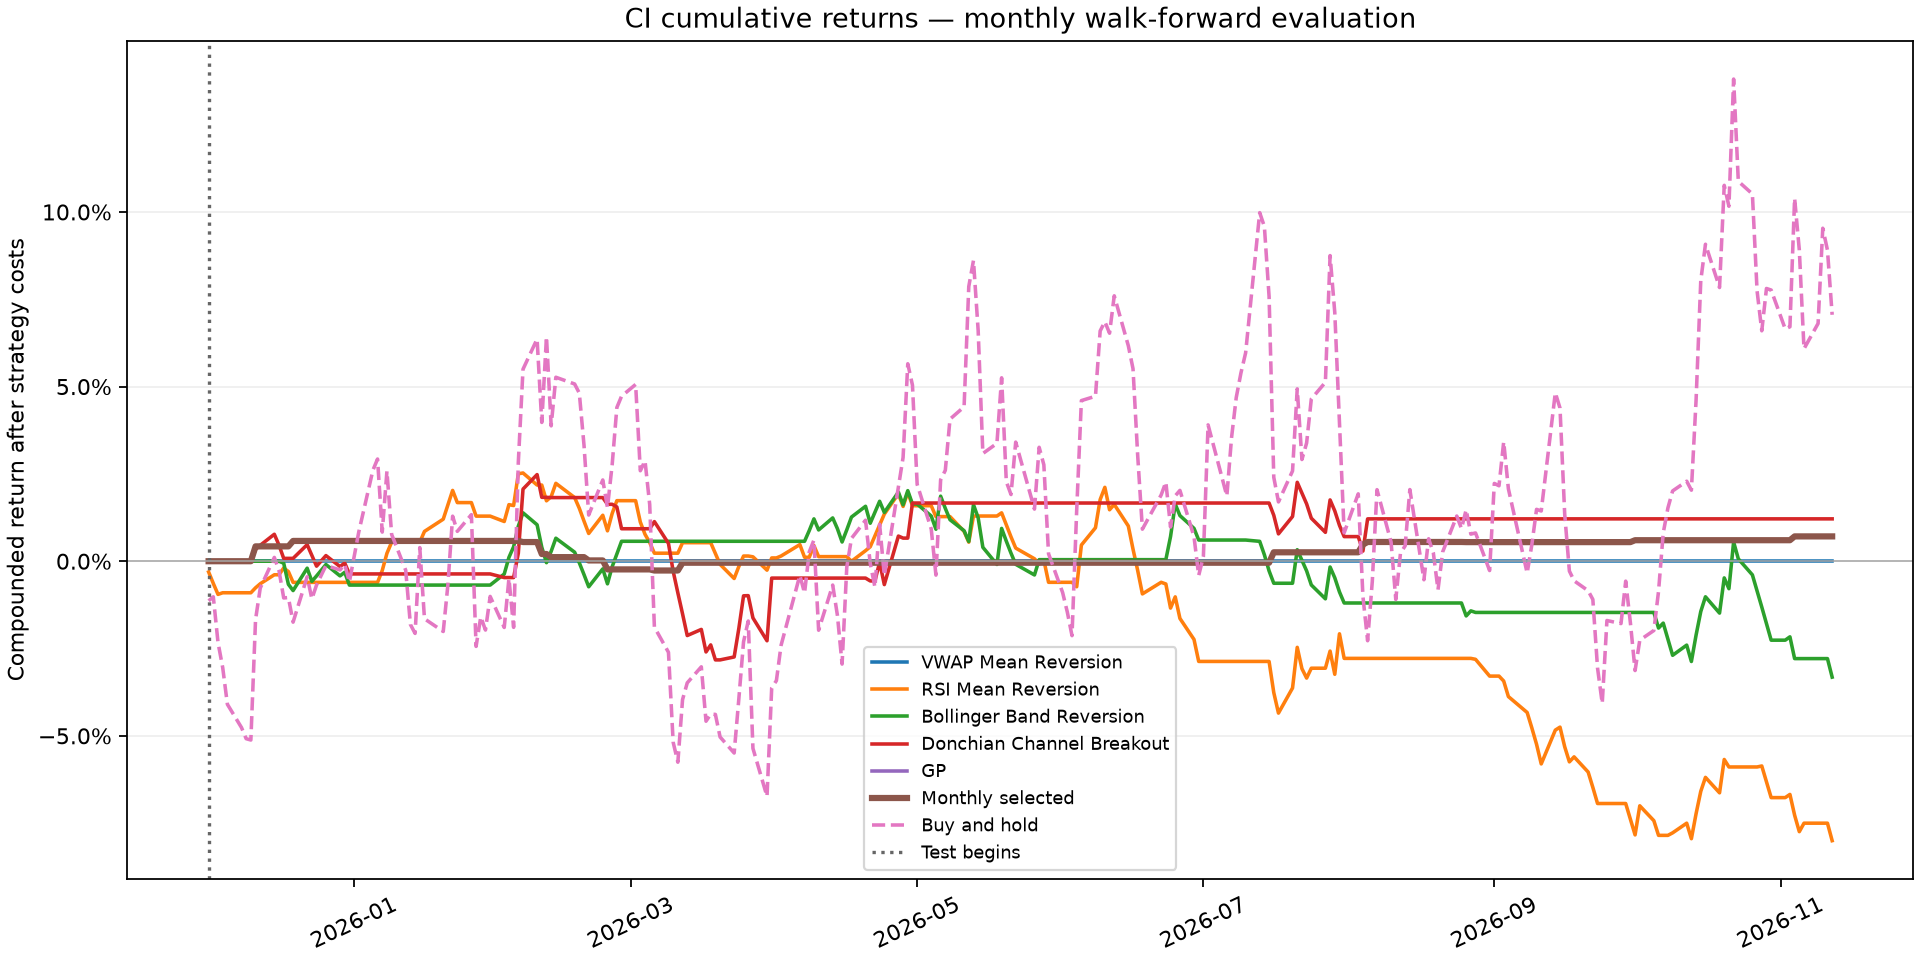 CI cumulative returns — monthly walk-forward evaluation
Compounded return after strategy costs
10.0%
5.0%
0.0%
−5.0%
VWAP Mean Reversion
RSI Mean Reversion
Bollinger Band Reversion
Donchian Channel Breakout
GP
Monthly selected
Buy and hold
Test begins
2026-01
2026-03
2026-05
2026-07
2026-09
2026-11